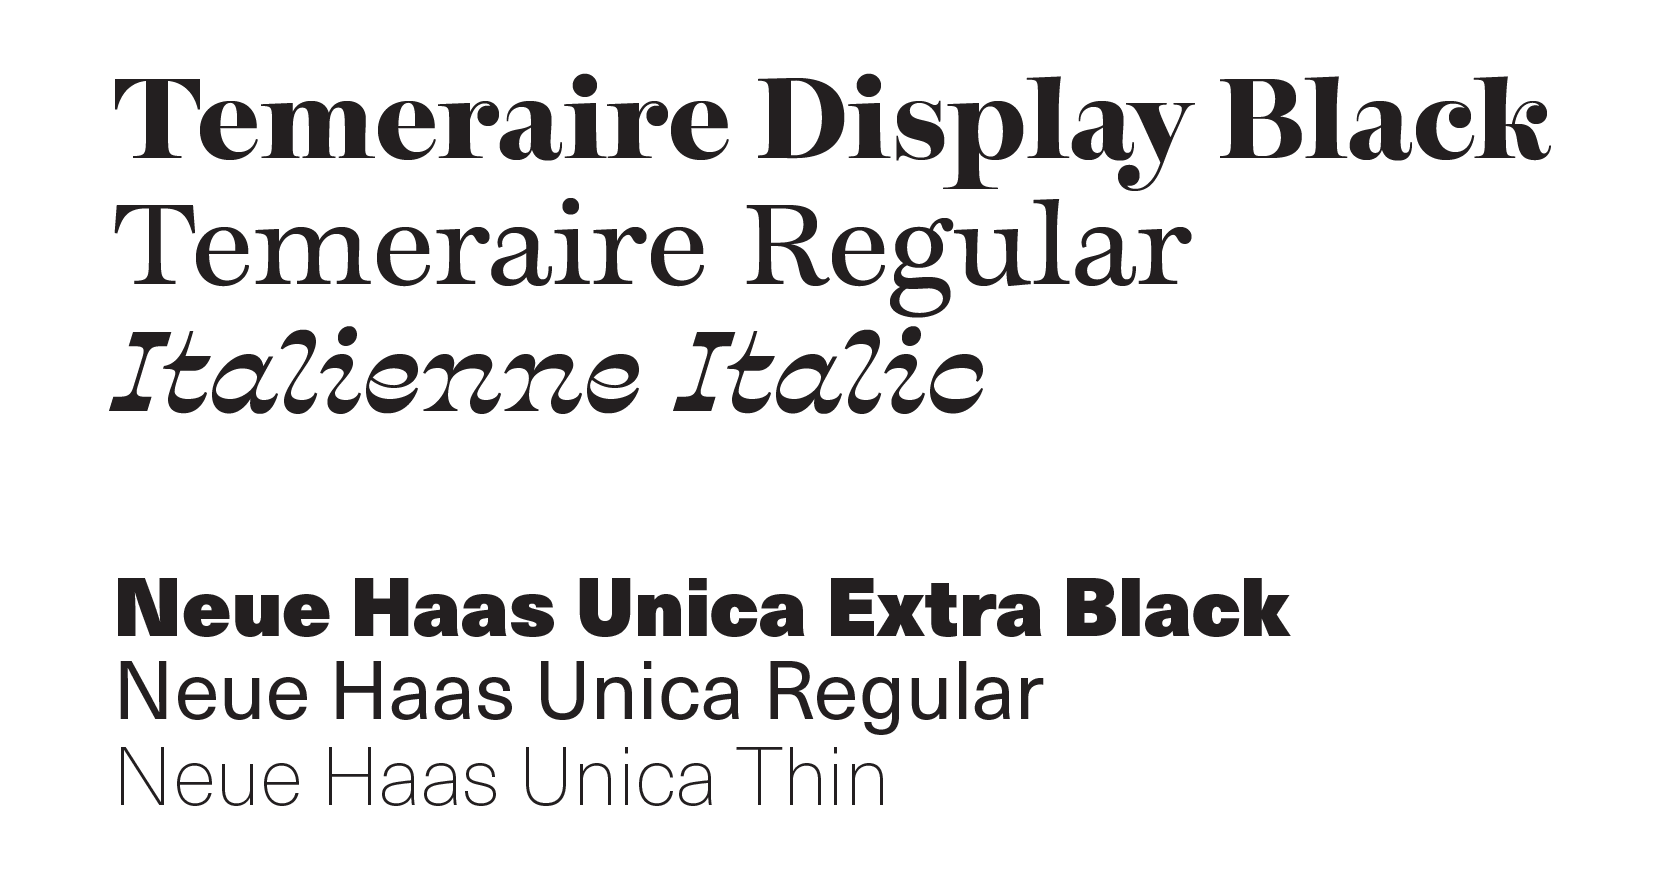 Temeraire Display Black
Temeraire Regular
Italienne Italic
Neue Haas Unica Extra Black
Neue Haas Unica Regular
Neue Haas Unica Thin